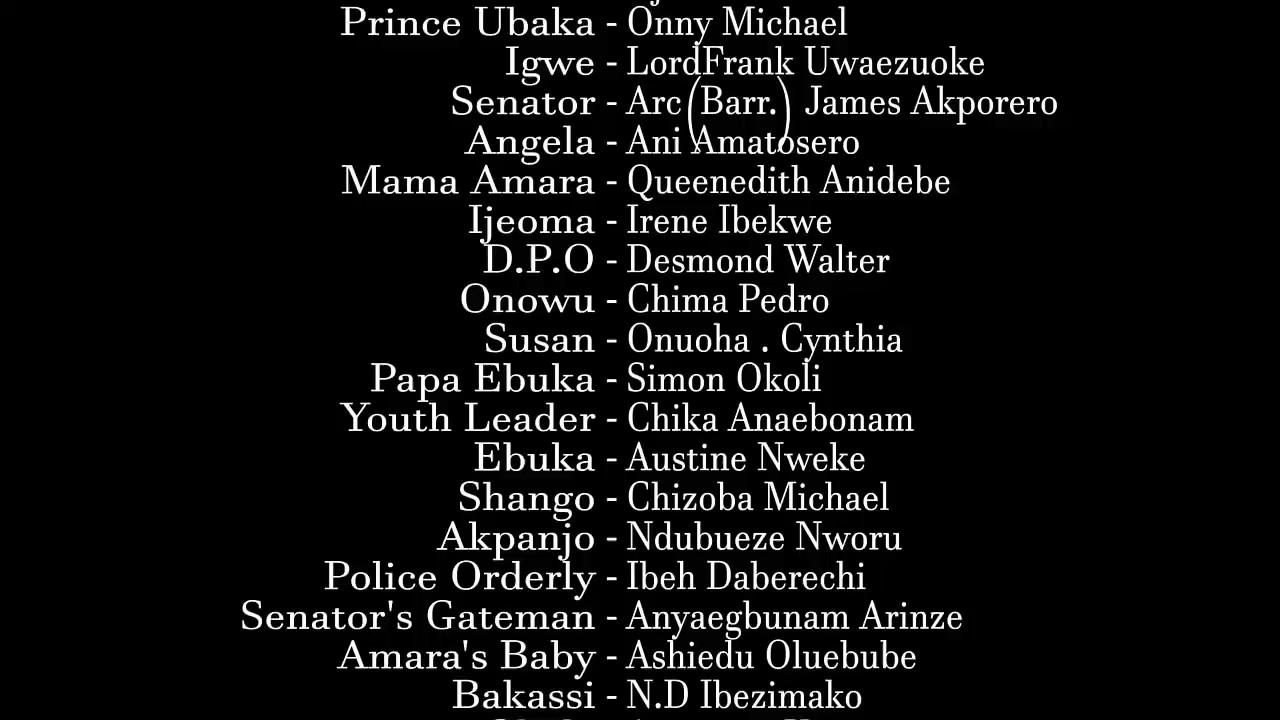 Prince Ubaka - Onny Michael
Igwe - LordFrank Uwaezuoke
Senator - Arc(Barr.) James Akporero
Angela - Ani Amatosero
Mama Amara - Queenedith Anidebe
Ijeoma - Irene Ibekwe
D.P.O - Desmond Walter
Onowu - Chima Pedro
Susan - Onuoha . Cynthia
Papa Ebuka - Simon Okoli
Youth Leader - Chika Anaebonam
Ebuka - Austine Nweke
Shango - Chizoba Michael
Akpanjo - Ndubueze Nworu
Police Orderly - Ibeh Daberechi
Senator's Gateman - Anyaegbunam Arinze
Amara's Baby - Ashiedu Oluebube
Bakassi - N.D Ibezimako